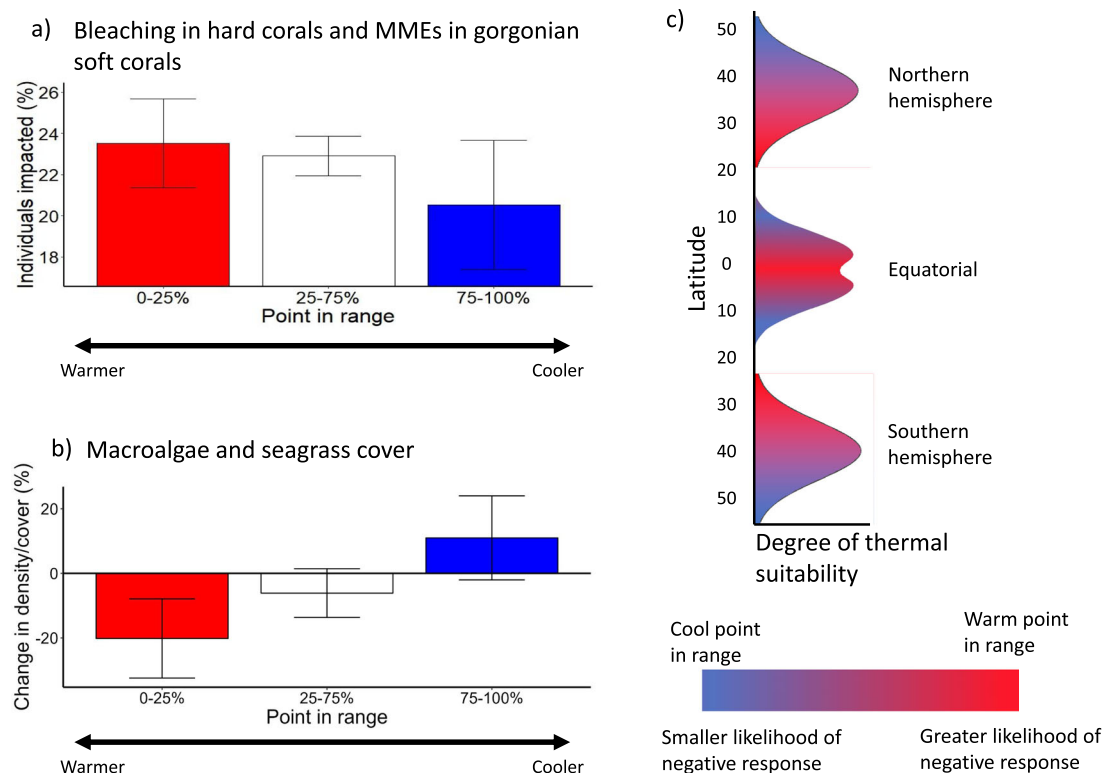 a) Bleaching in hard corals and MMEs in gorgonian
soft corals
Individuals impacted (%)
26
24
22
20
18
0-25%
25-75%
75-100%
Point in range
Warmer
Cooler
b) Macroalgae and seagrass cover
Change in density/cover (%)
20
0
-20
0-25%
25-75%
75-100%
Point in range
Warmer
Cooler
c)
Latitude
50
40
30
20
10
0
10
20
30
40
50
Northern
hemisphere
Equatorial
Southern
hemisphere
Degree of thermal
suitability
Cool point
in range
Warm point
in range
Smaller likelihood of
negative response
Greater likelihood of
negative response